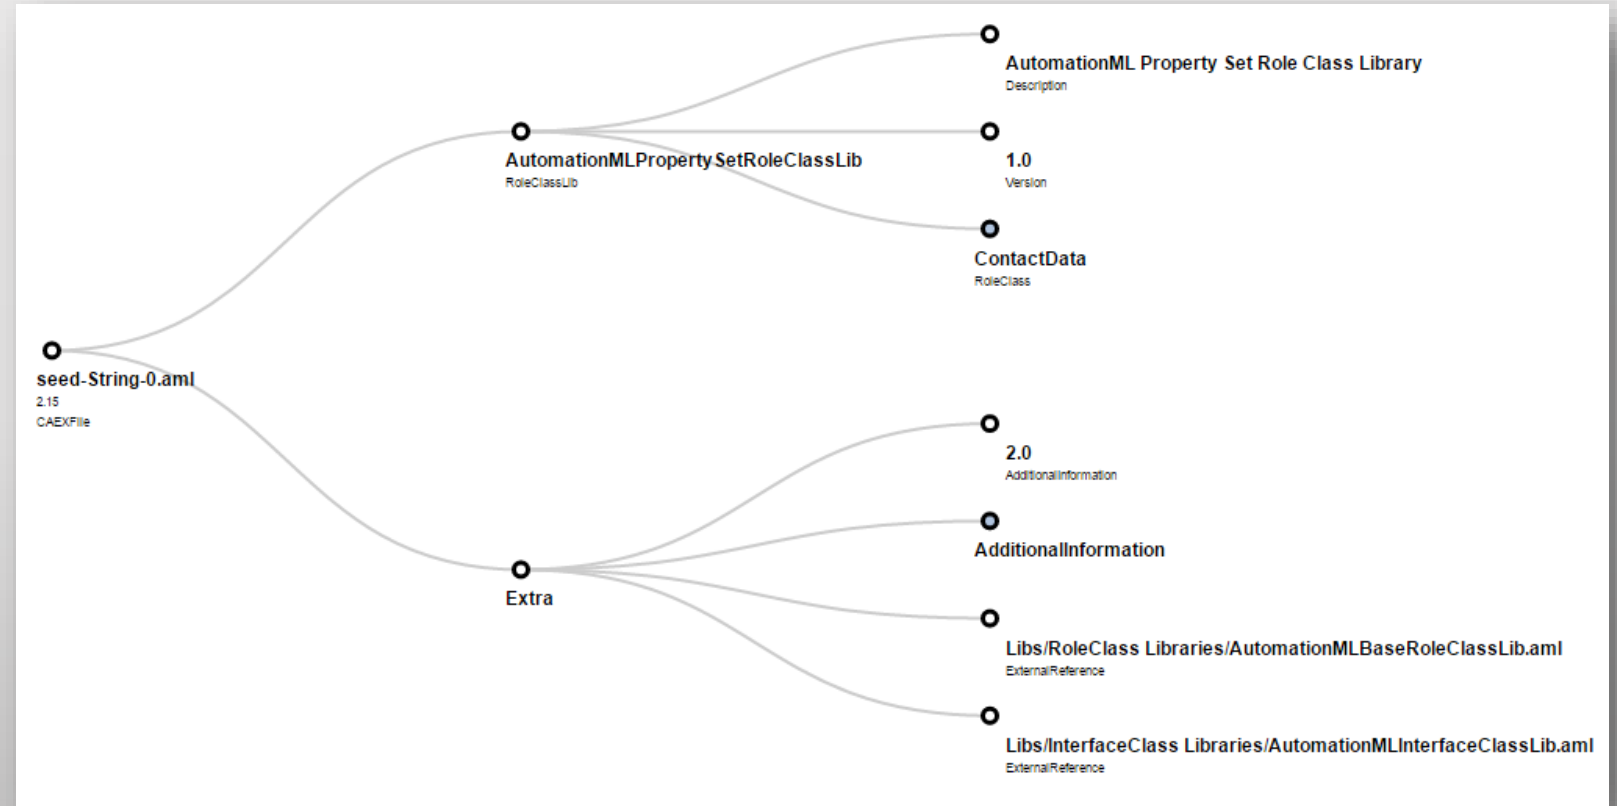 AutomationML Property Set Role Class Library
Description
AutomationMLPropertySetRoleClassLib
RoleClassLib
1.0
Version
ContactData
RoleClass
seed-String-0.aml
2.15
CAEXFile
2.0
AdditionalInformation
AdditionalInformation
Extra
Libs/RoleClass Libraries/AutomationMLBaseRoleClassLib.aml
ExternalReference
Libs/InterfaceClass Libraries/AutomationMLInterfaceClassLib.aml
ExternalReference